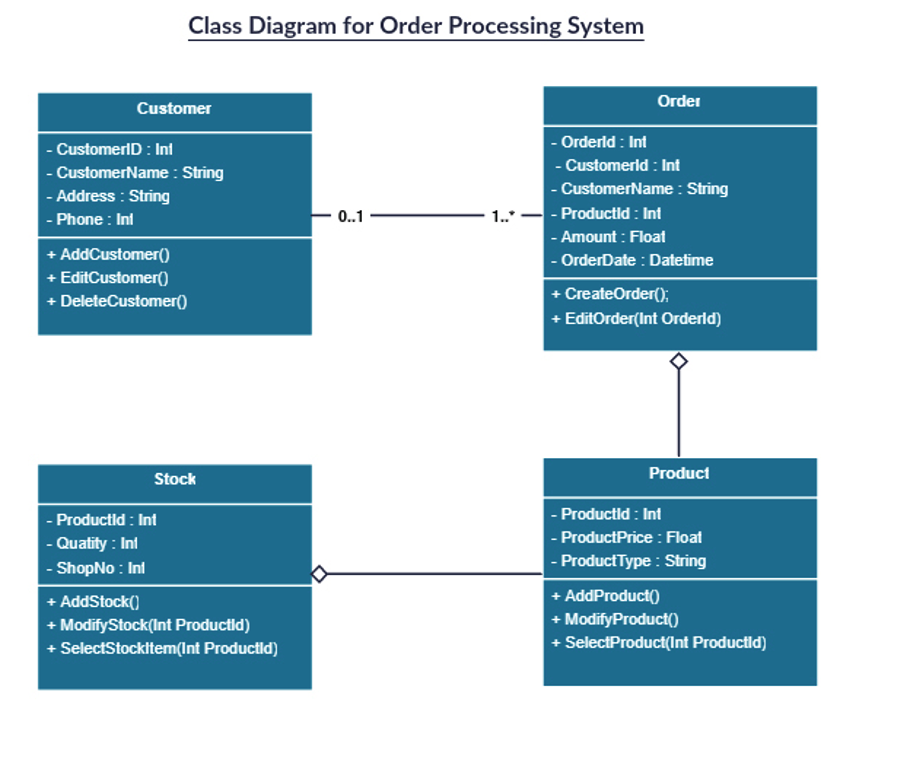 Class Diagram for Order Processing System
Customer
- CustomerID : Int
- CustomerName : String
- Address : String
- Phone : Int
+ AddCustomer()
+ EditCustomer()
+ DeleteCustomer()
0..1
1..*
Order
- OrderId : Int
- CustomerId : Int
- CustomerName : String
- ProductId : Int
- Amount : Float
- OrderDate : Datetime
+ CreateOrder();
+ EditOrder(Int OrderId)
Stock
- ProductId : Int
- Quatity : Int
- ShopNo : Int
+ AddStock()
+ ModifyStock(Int ProductId)
+ SelectStockItem(Int ProductId)
Product
- ProductId : Int
- ProductPrice : Float
- ProductType : String
+ AddProduct()
+ ModifyProduct()
+ SelectProduct(Int ProductId)